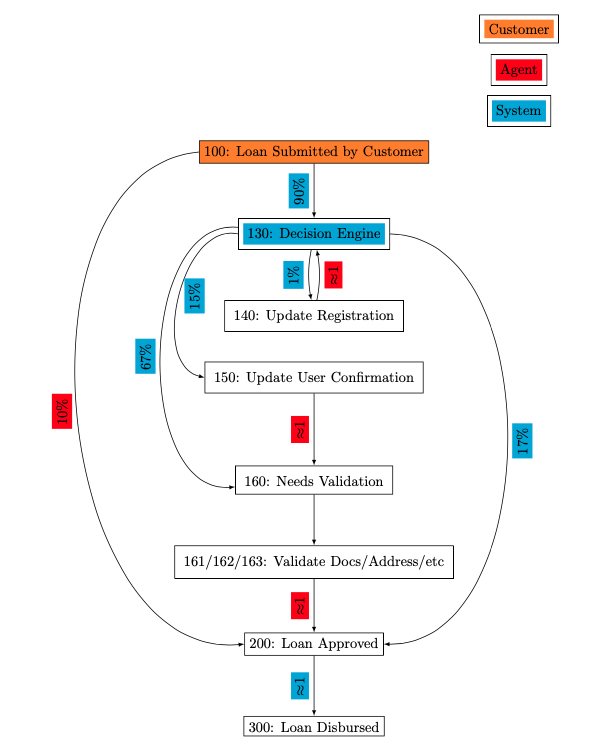 Customer
Agent
System
100: Loan Submitted by Customer
90%
130: Decision Engine
1%
≈1
15%
140: Update Registration
67%
150: Update User Confirmation
10%
≈1
17%
160: Needs Validation
161/162/163: Validate Docs/Address/etc
≈1
200: Loan Approved
≈1
300: Loan Disbursed